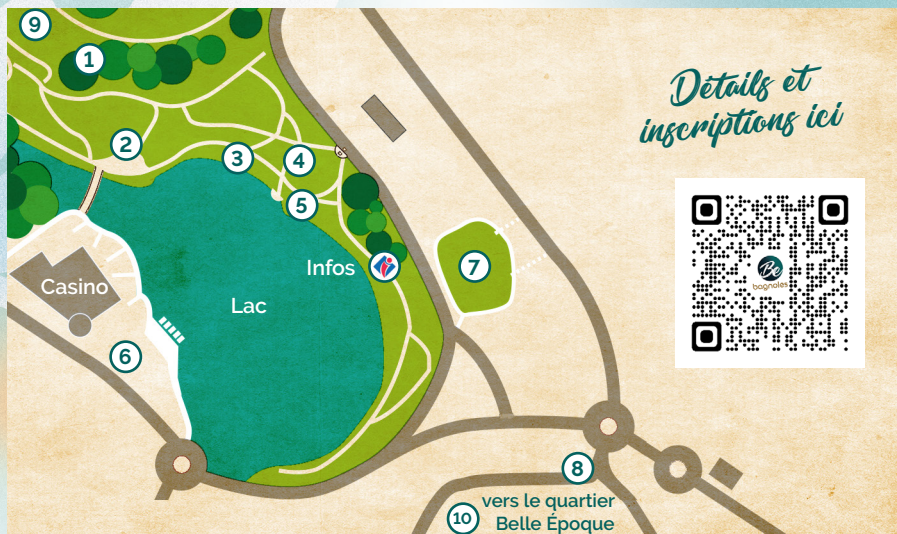 9
1
Détails et
inscriptions ici
2
3
4
5
Be
bagnoles
Infos
7
Casino
Lac
6
8
vers le quartier
10
Belle Époque